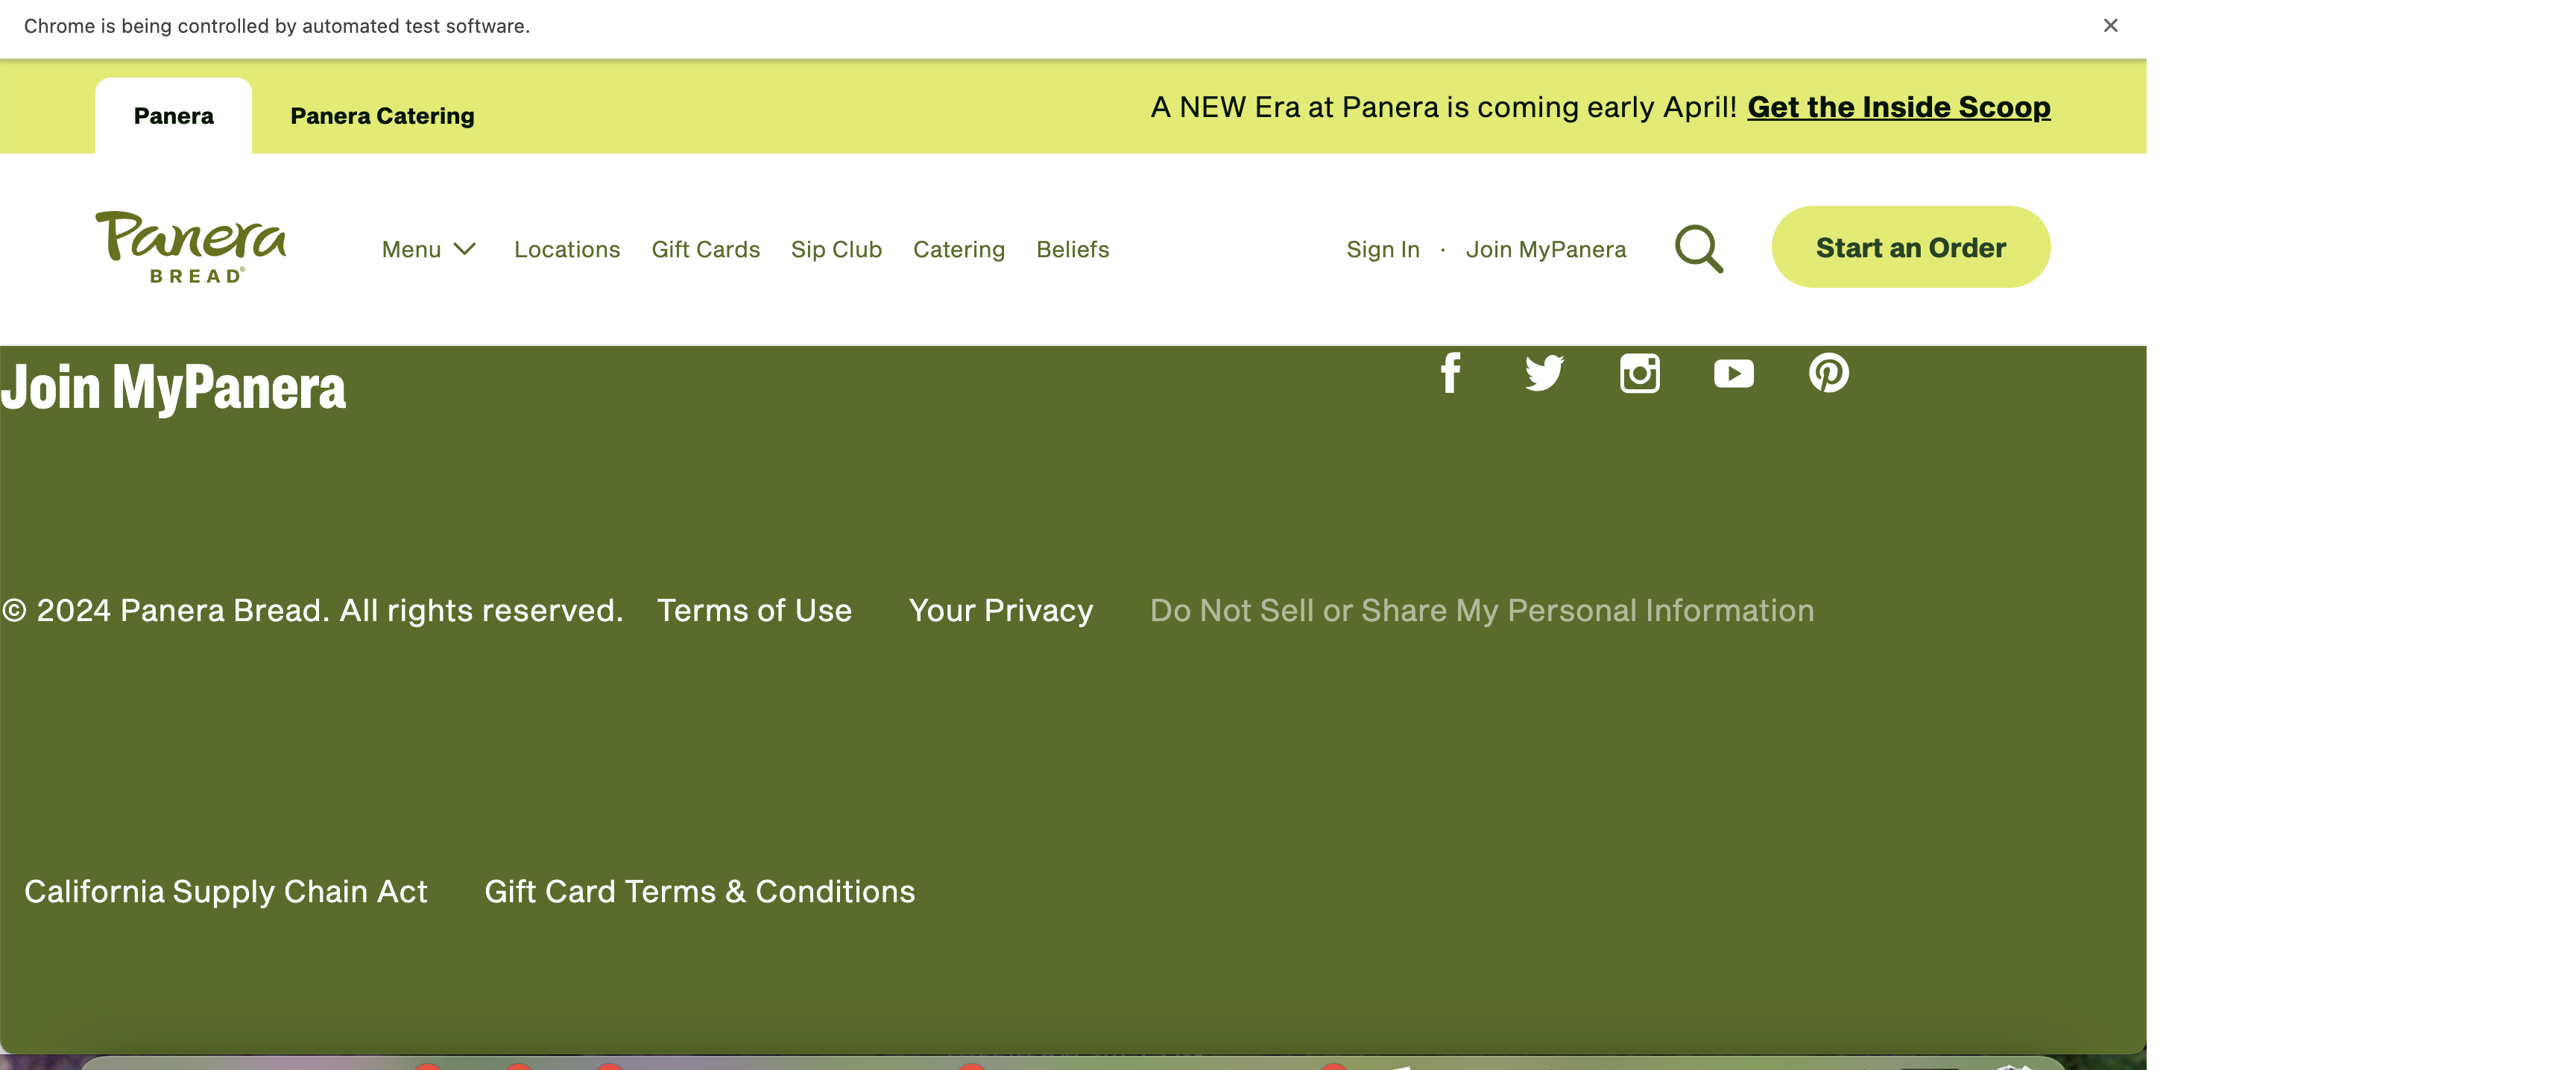 Chrome is being controlled by automated test software.
Panera Panera Catering A NEW Era at Panera is coming early April! Get the Inside Scoop
Panera
BREAD®
Menu Locations Gift Cards Sip Club Catering Beliefs Sign In · Join MyPanera Start an Order
Join MyPanera
© 2024 Panera Bread. All rights reserved. Terms of Use Your Privacy Do Not Sell or Share My Personal Information
California Supply Chain Act Gift Card Terms & Conditions